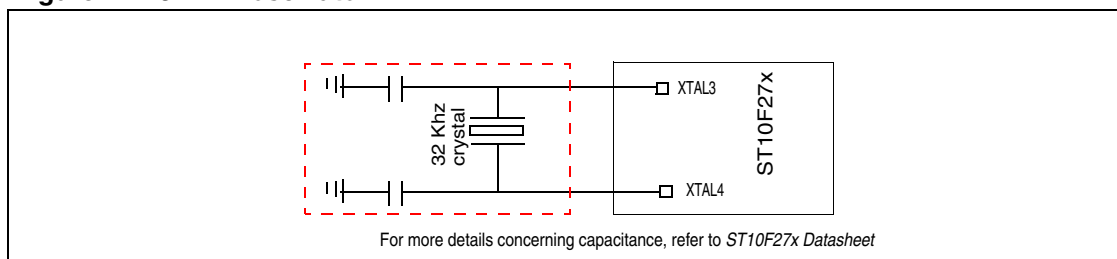 XTAL3
32 Khz
crystal
ST10F27x
XTAL4
For more details concerning capacitance, refer to ST10F27x Datasheet